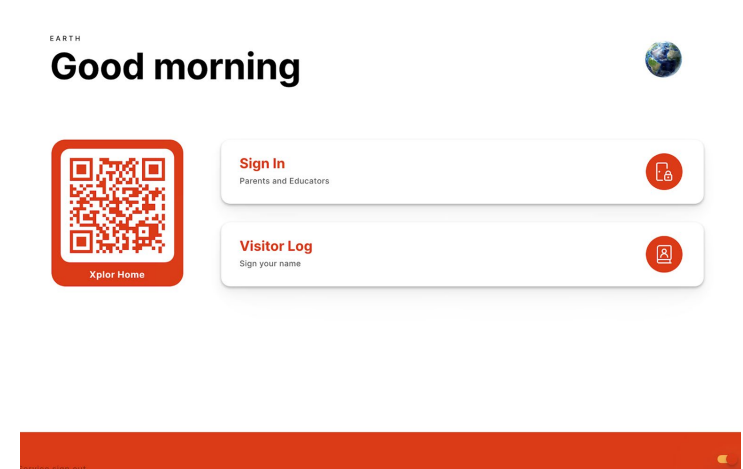 EARTH
Good morning
Sign In
Parents and Educators
Visitor Log
Sign your name
Xplor Home